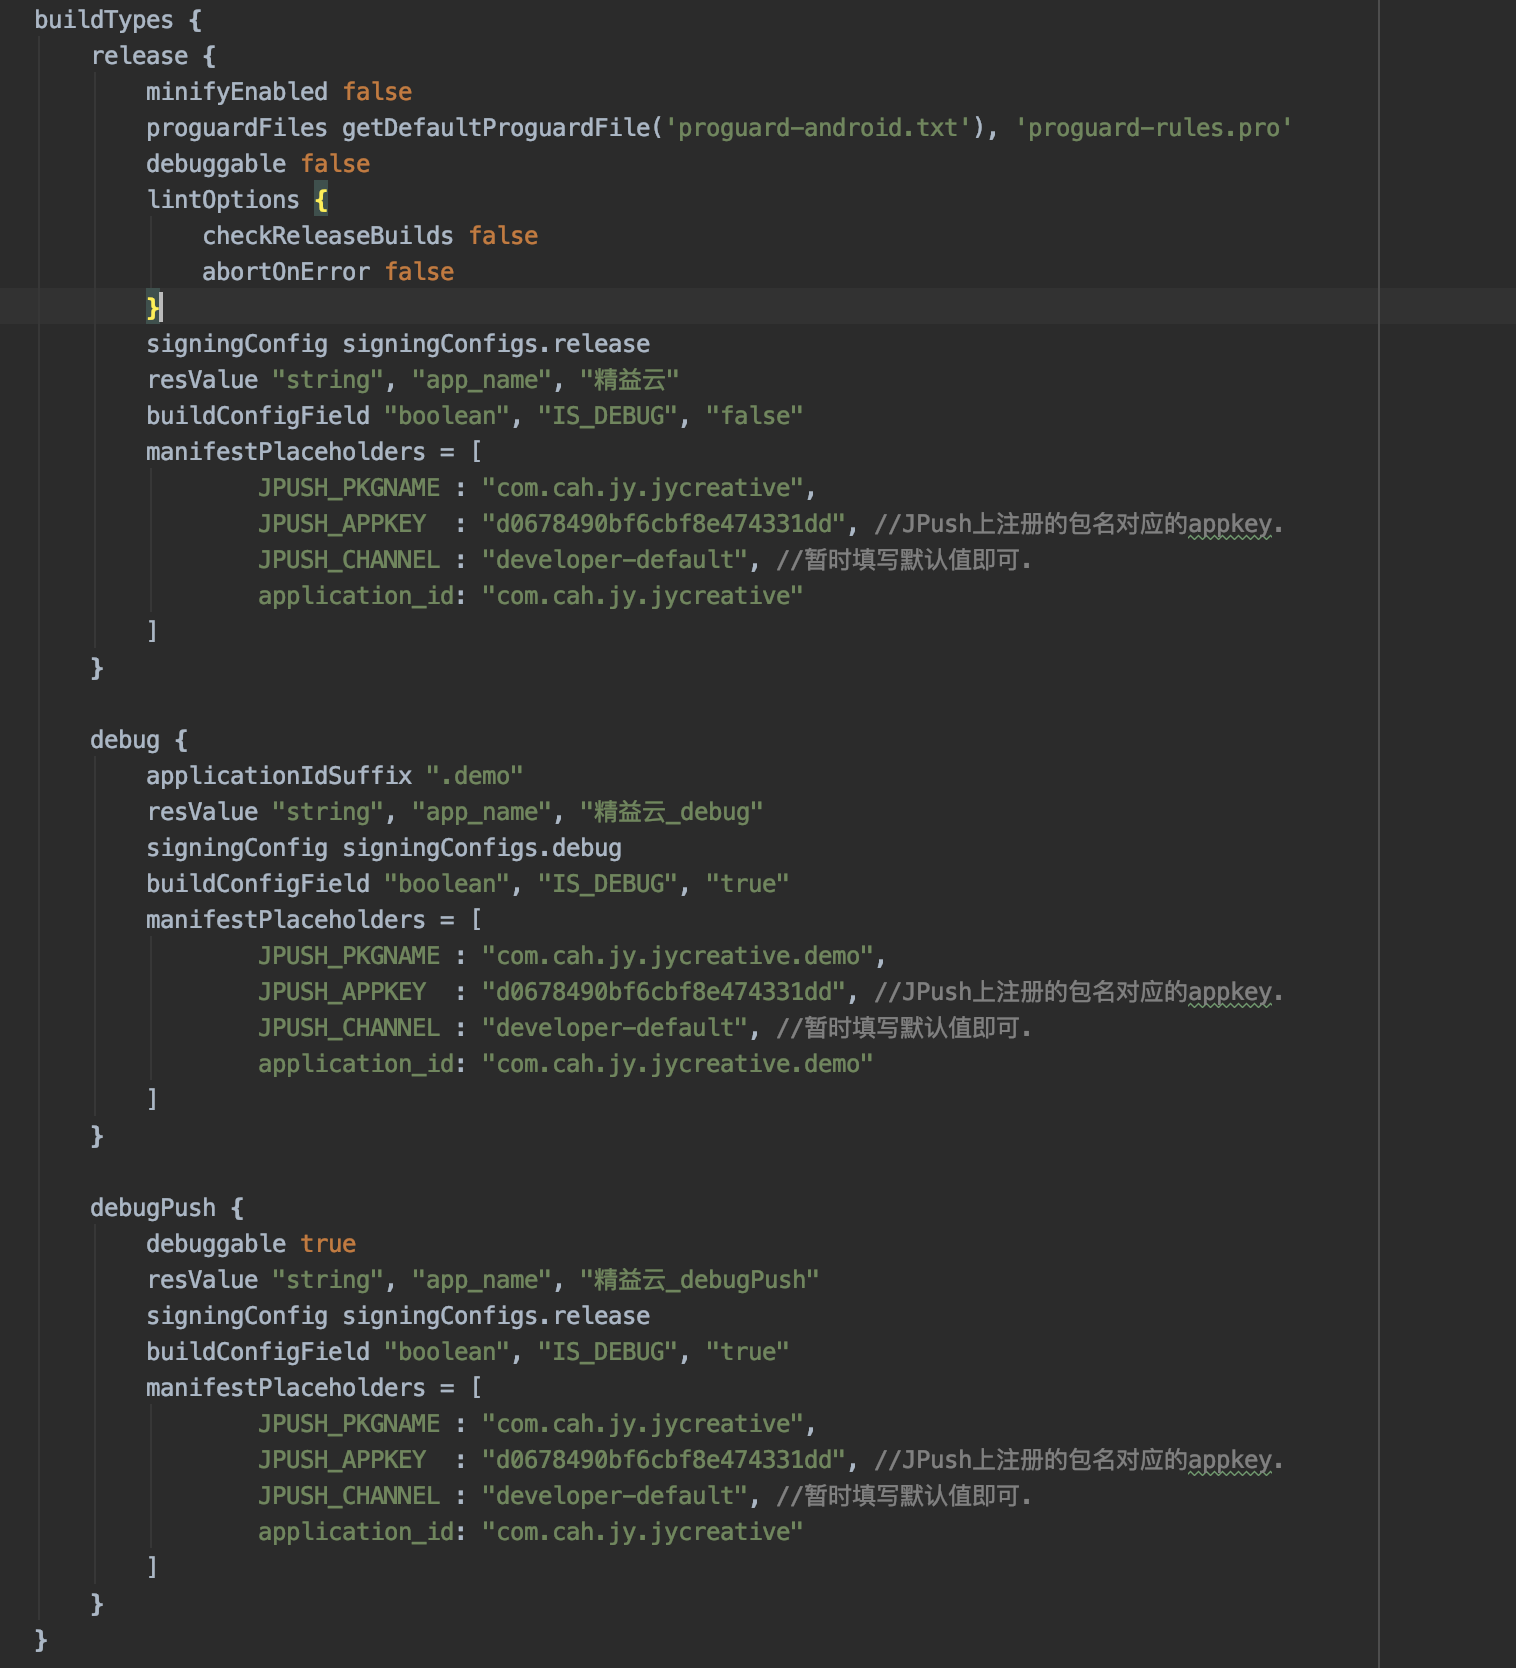 buildTypes {
release {
minifyEnabled false
proguardFiles getDefaultProguardFile('proguard-android.txt'), 'proguard-rules.pro'
debuggable false
lintOptions {
checkReleaseBuilds false
abortOnError false
}
signingConfig signingConfigs.release
resValue "string", "app_name", "精益云"
buildConfigField "boolean", "IS_DEBUG", "false"
manifestPlaceholders = [
JPUSH_PKGNAME : "com.cah.jy.jycreative",
JPUSH_APPKEY  : "d0678490bf6cbf8e474331dd", //JPush上注册的包名对应的appkey.
JPUSH_CHANNEL : "developer-default", //暂时填写默认值即可.
application_id: "com.cah.jy.jycreative"
]
}
debug {
applicationIdSuffix ".demo"
resValue "string", "app_name", "精益云_debug"
signingConfig signingConfigs.debug
buildConfigField "boolean", "IS_DEBUG", "true"
manifestPlaceholders = [
JPUSH_PKGNAME : "com.cah.jy.jycreative.demo",
JPUSH_APPKEY  : "d0678490bf6cbf8e474331dd", //JPush上注册的包名对应的appkey.
JPUSH_CHANNEL : "developer-default", //暂时填写默认值即可.
application_id: "com.cah.jy.jycreative.demo"
]
}
debugPush {
debuggable true
resValue "string", "app_name", "精益云_debugPush"
signingConfig signingConfigs.release
buildConfigField "boolean", "IS_DEBUG", "true"
manifestPlaceholders = [
JPUSH_PKGNAME : "com.cah.jy.jycreative",
JPUSH_APPKEY  : "d0678490bf6cbf8e474331dd", //JPush上注册的包名对应的appkey.
JPUSH_CHANNEL : "developer-default", //暂时填写默认值即可.
application_id: "com.cah.jy.jycreative"
]
}
}